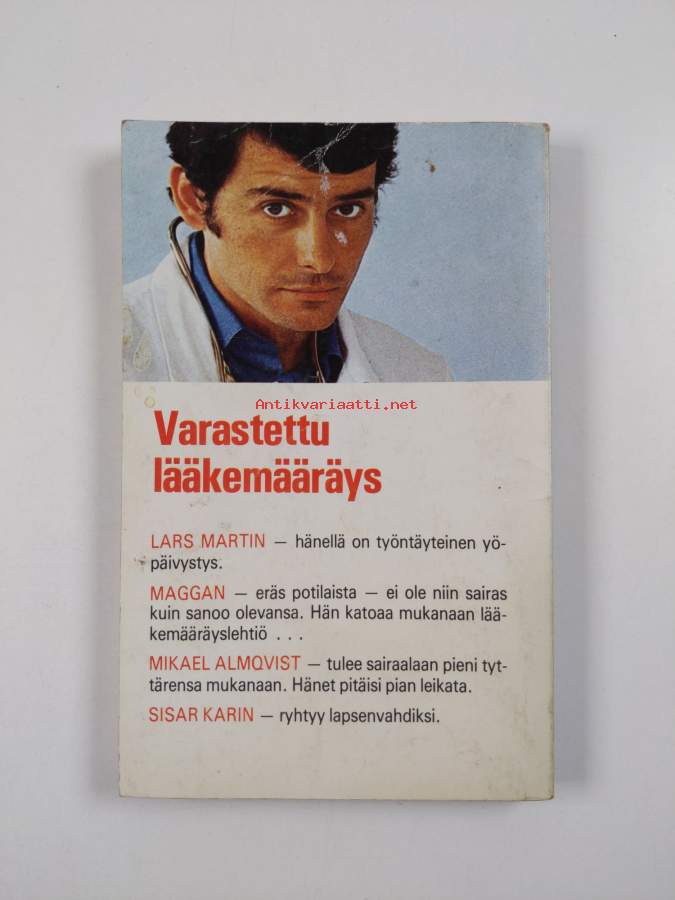 Antikvariaatti.net
Varastettu
lääkemääräys
LARS MARTIN — hänellä on työntäyteinen yö-
päivystys.
MAGGAN — eräs potilaista — ei ole niin sairas
kuin sanoo olevansa. Hän katoaa mukanaan lää-
kemääräyslehtiö . . .
MIKAEL ALMQVIST — tulee sairaalaan pieni tyt-
tärensa mukanaan. Hänet pitäisi pian leikata.
SISAR KARIN — ryhtyy lapsenvahdiksi.